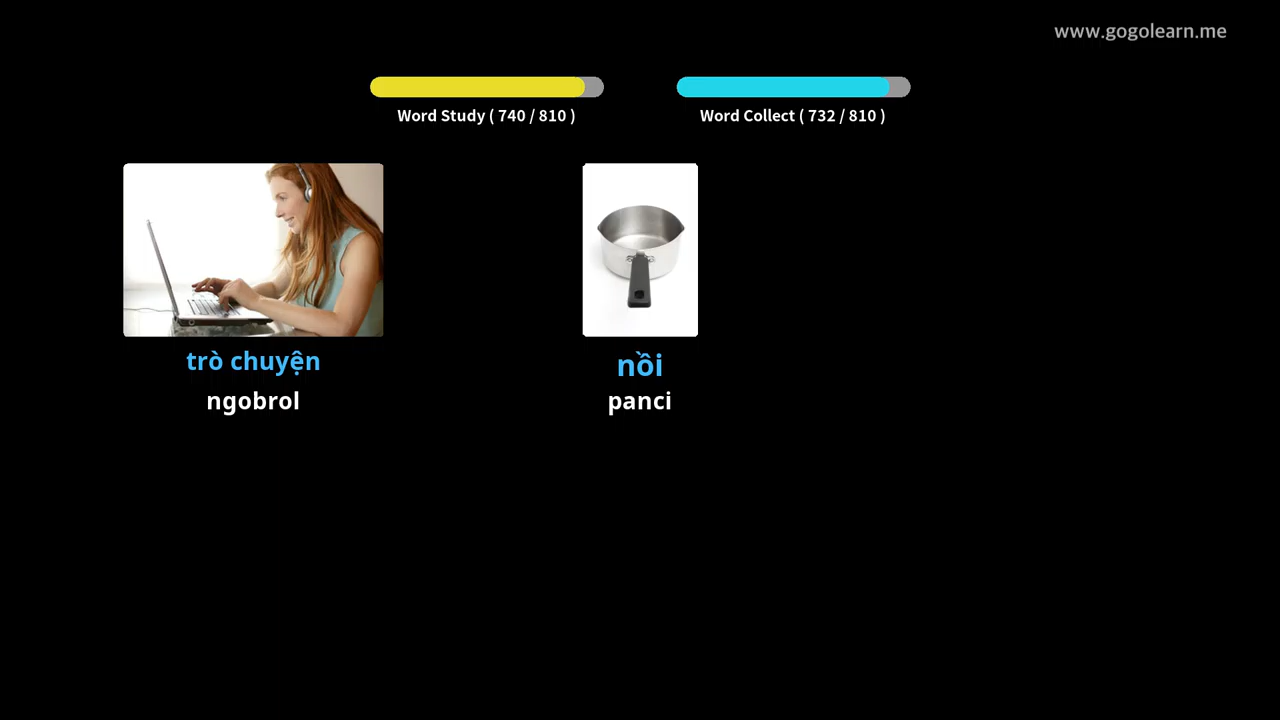 www.gogolearn.me
Word Study ( 740 / 810 )
Word Collect ( 732 / 810 )
trò chuyện
ngobrol
nồi
panci